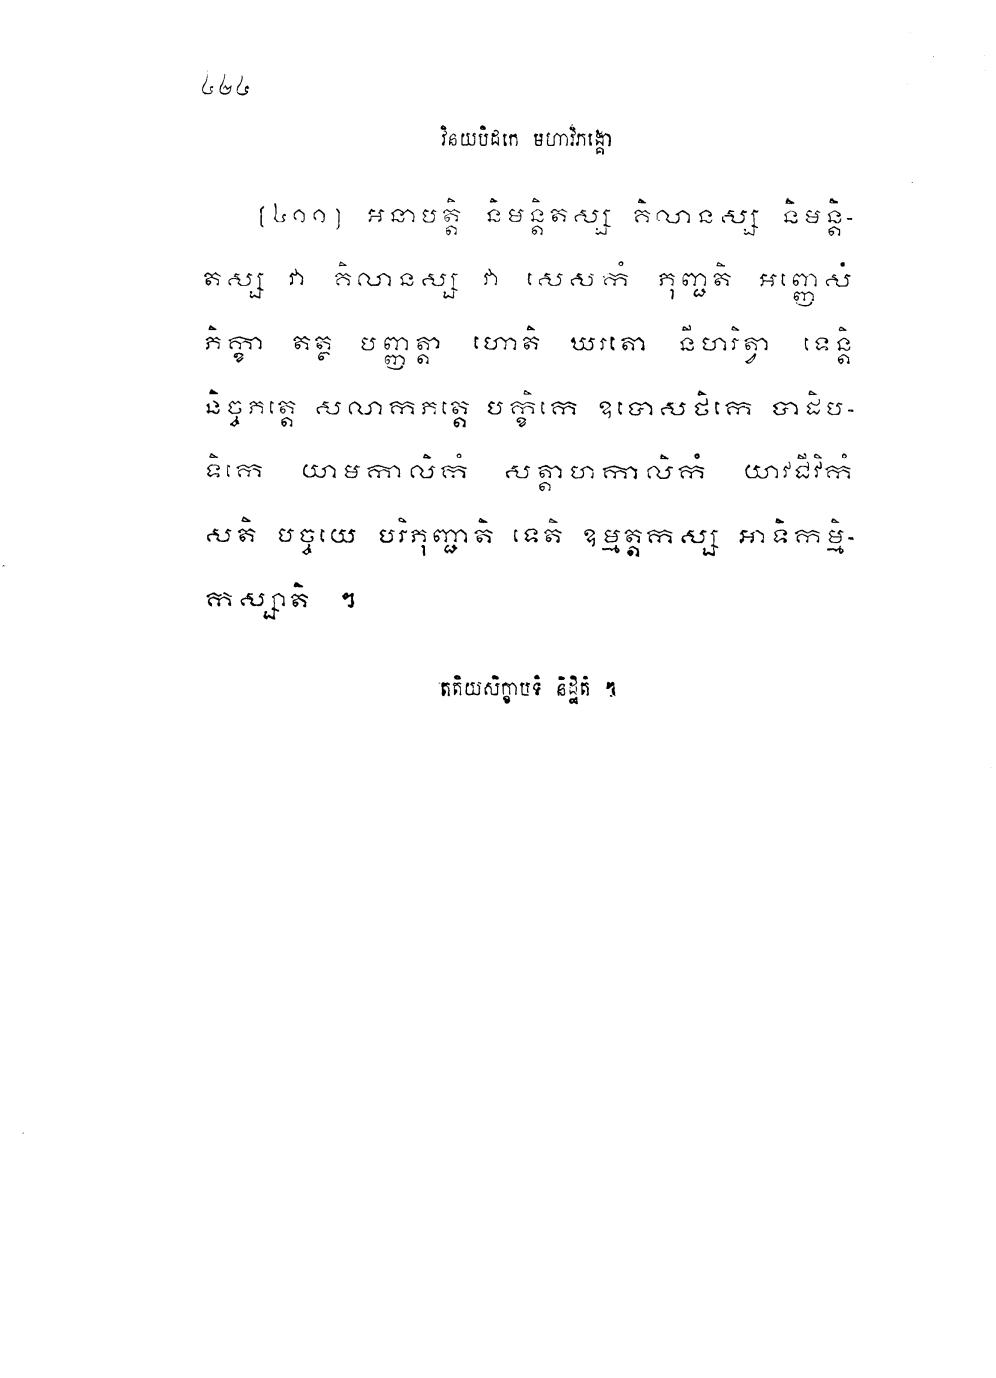 ៤២៤
វិនយបិដកេ មហាវិភង្គោ
(៤០០) អនាបត្តិ និមន្តិតស្ស គិលានស្ស និមន្តិ-
តស្ស វា គិលានស្ស វា សេសកំ ភុញ្ជតិ អញ្ញេសំ
ភិក្ខា តត្ថ បញ្ញត្តា ហោតិ ឃរតោ នីហរិត្វា ទេន្តិ
និច្ចភត្តេ សលាកភត្តេ បក្ខិកេ ឧបោសថិកេ បាដិប-
ទិកេ យាមកាលិកំ សត្តាហកាលិកំ យាវជីវិកំ
សតិ បច្ចយេ បរិភុញ្ជាតិ ទេតិ ឧម្មត្តកស្ស អាទិកម្មិ-
កស្សាតិ ។
តតិយសិក្ខាបទំ និដ្ឋិតំ ។